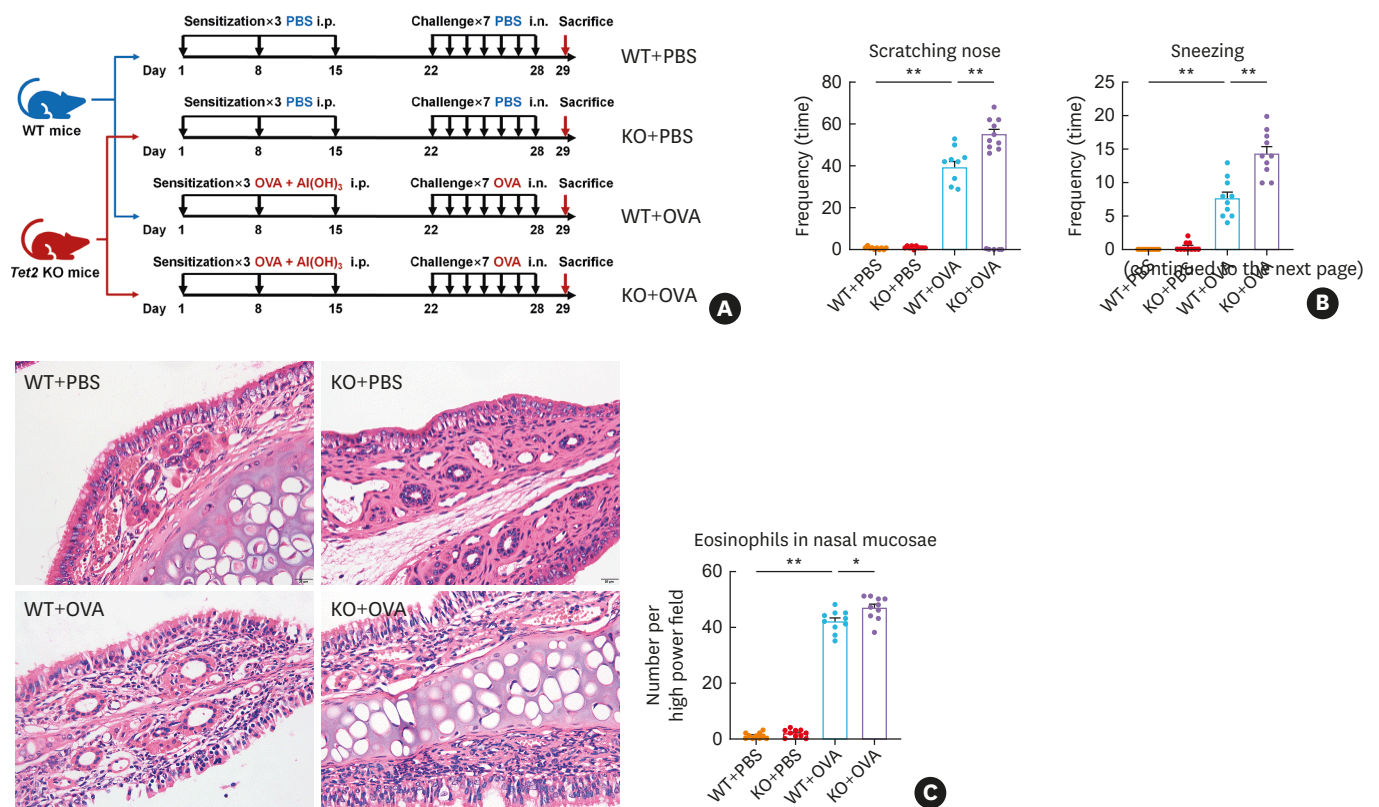 Sensitization×3 PBS i.p. Challenge×7 PBS i.n. Sacrifice
Day 1 8 15 22 28 29
WT+PBS
WT mice
Sensitization×3 PBS i.p. Challenge×7 PBS i.n. Sacrifice
Day 1 8 15 22 28 29
KO+PBS
Sensitization×3 OVA + Al(OH)₃ i.p. Challenge×7 OVA i.n. Sacrifice
Day 1 8 15 22 28 29
WT+OVA
Tet2 KO mice
Sensitization×3 OVA + Al(OH)₃ i.p. Challenge×7 OVA i.n. Sacrifice
Day 1 8 15 22 28 29
KO+OVA
A
Scratching nose
** **
Frequency (time)
80
60
40
20
0
WT+PBS
KO+PBS
WT+OVA
KO+OVA
Sneezing
** **
Frequency (time)
25
20
15
10
5
0
WT+PBS
KO+PBS
WT+OVA
KO+OVA
(continued to the next page)
B
WT+PBS
KO+PBS
WT+OVA
KO+OVA
Eosinophils in nasal mucosae
** *
Number per
high power field
60
40
20
0
WT+PBS
KO+PBS
WT+OVA
KO+OVA
C